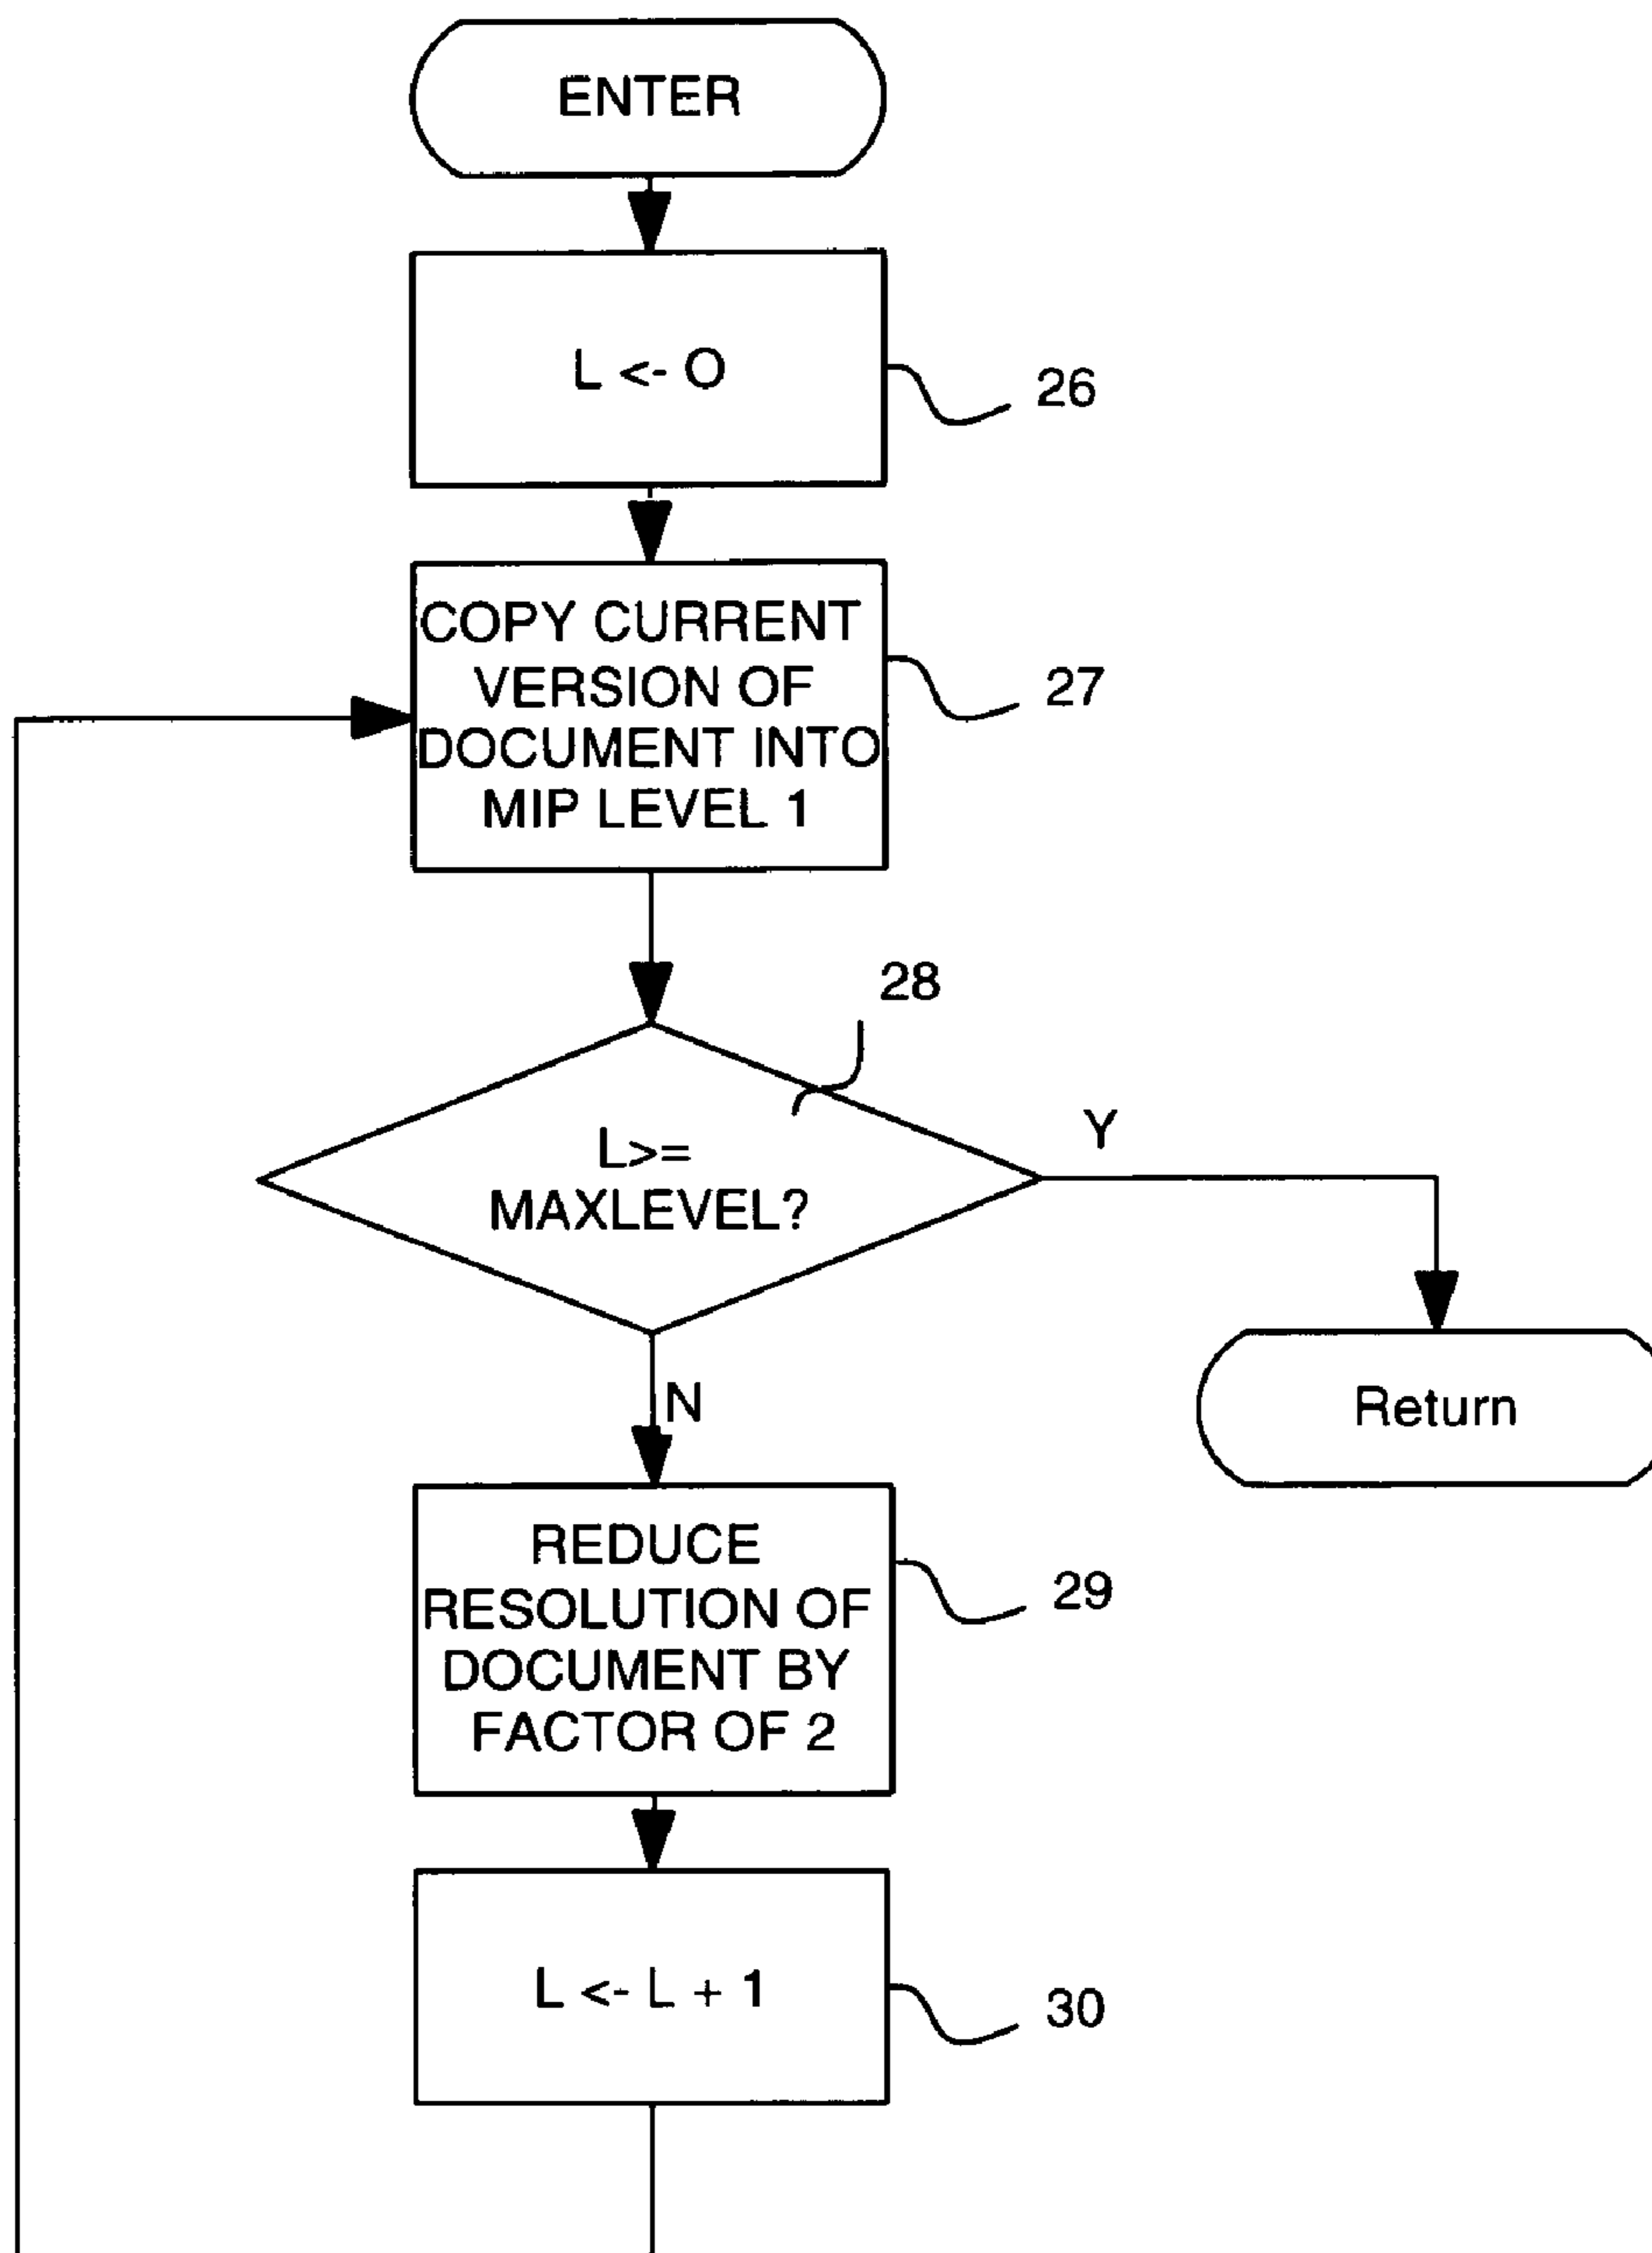 ENTER
L <- O
26
COPY CURRENT
VERSION OF
DOCUMENT INTO
MIP LEVEL 1
27
28
L>=
MAXLEVEL?
Y
N
Return
REDUCE
RESOLUTION OF
DOCUMENT BY
FACTOR OF 2
29
L <- L + 1
30